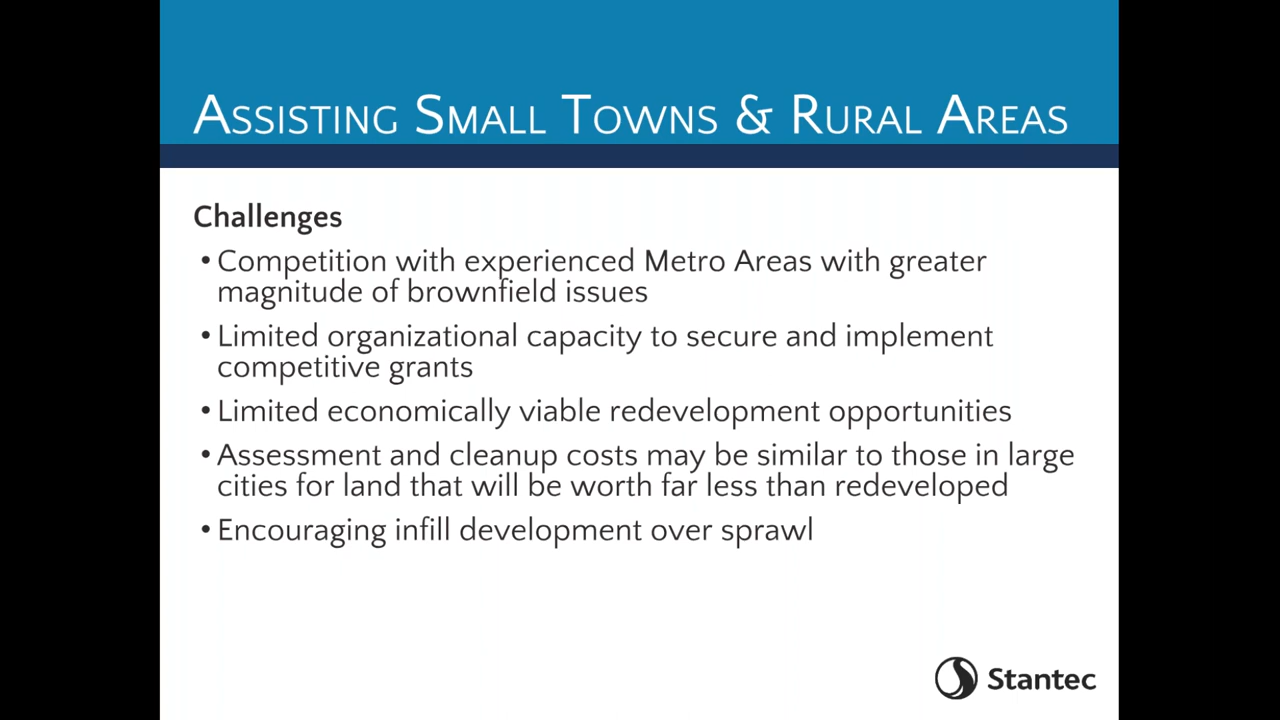 Assisting Small Towns & Rural Areas
Challenges
• Competition with experienced Metro Areas with greater
magnitude of brownfield issues
• Limited organizational capacity to secure and implement
competitive grants
• Limited economically viable redevelopment opportunities
• Assessment and cleanup costs may be similar to those in large
cities for land that will be worth far less than redeveloped
• Encouraging infill development over sprawl
Stantec